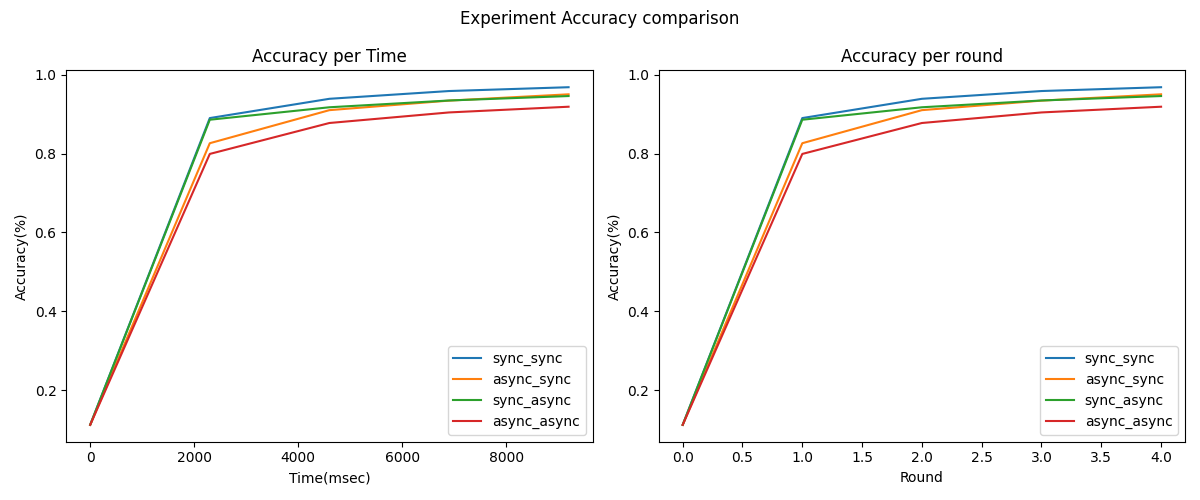 Experiment Accuracy comparison
Accuracy per Time
1.0
0.8
0.6
0.4
0.2
Accuracy(%)
sync_sync
async_sync
sync_async
async_async
0 2000 4000 6000 8000
Time(msec)
Accuracy per round
1.0
0.8
0.6
0.4
0.2
Accuracy(%)
sync_sync
async_sync
sync_async
async_async
0.0 0.5 1.0 1.5 2.0 2.5 3.0 3.5 4.0
Round